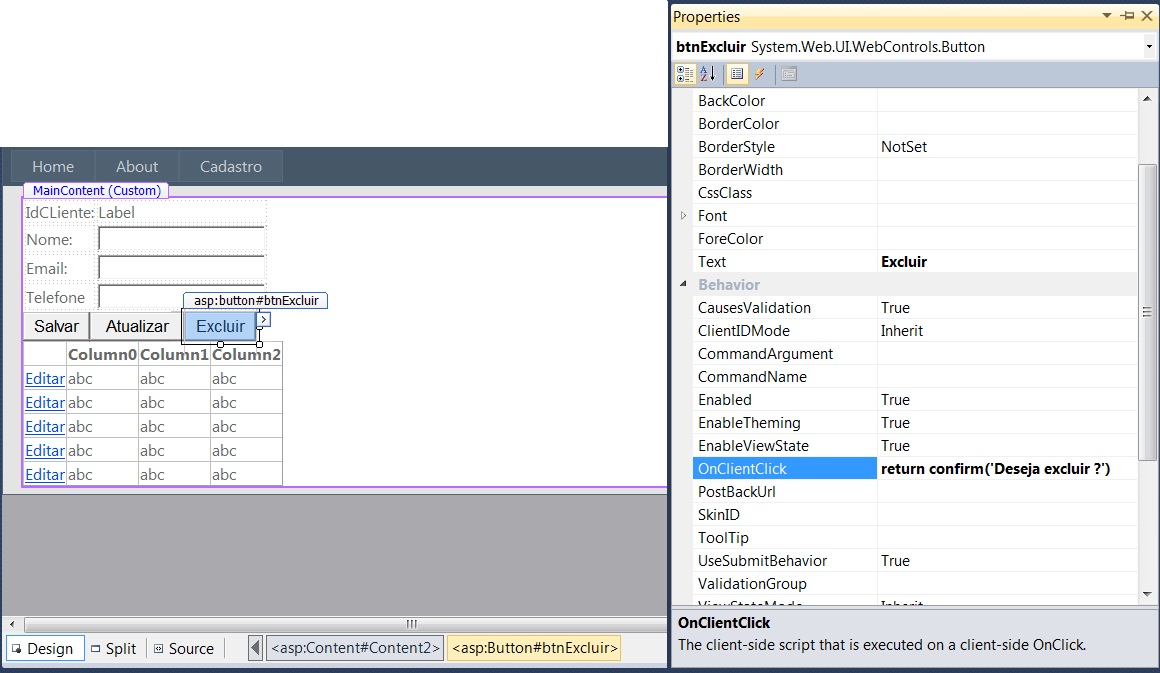 Home About Cadastro
MainContent (Custom)
IdCLiente: Label
Nome:
Email:
Telefone
asp:button#btnExcluir
Salvar Atualizar Excluir
Column0 Column1 Column2
Editar abc abc abc
Editar abc abc abc
Editar abc abc abc
Editar abc abc abc
Editar abc abc abc
Design Split Source <asp:Content#Content2> <asp:Button#btnExcluir>
Properties
btnExcluir System.Web.UI.WebControls.Button
BackColor
BorderColor
BorderStyle NotSet
BorderWidth
CssClass
Font
ForeColor
Text Excluir
Behavior
CausesValidation True
ClientIDMode Inherit
CommandArgument
CommandName
Enabled True
EnableTheming True
EnableViewState True
OnClientClick return confirm('Deseja excluir ?')
PostBackUrl
SkinID
ToolTip
UseSubmitBehavior True
ValidationGroup
ViewStateMode Inherit
OnClientClick
The client-side script that is executed on a client-side OnClick.